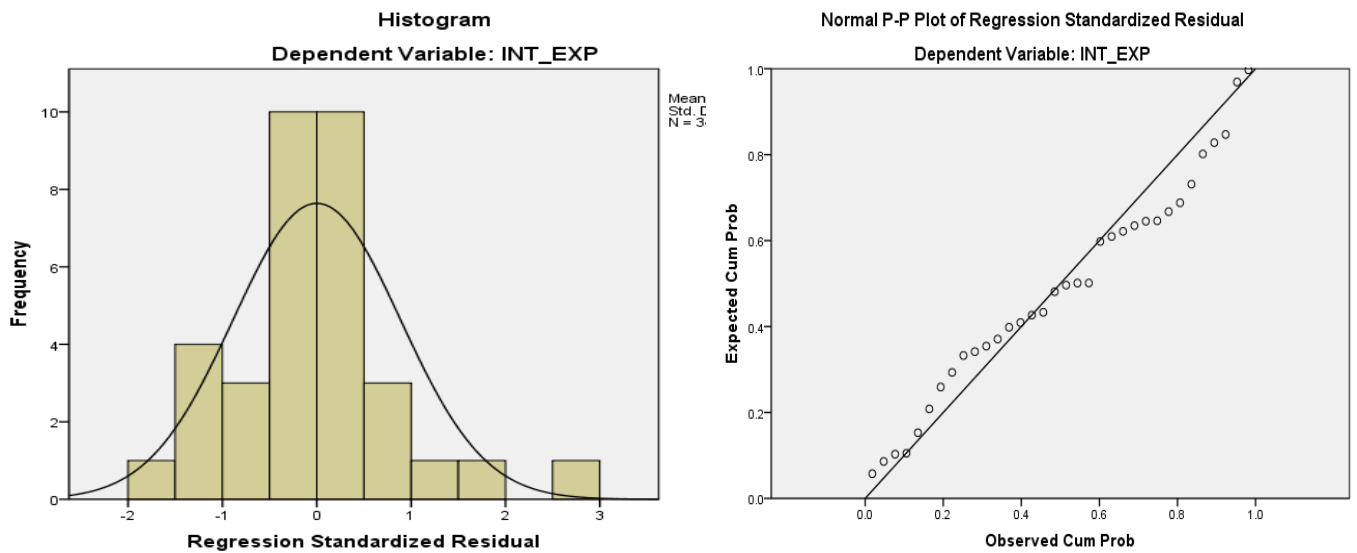 Histogram
Dependent Variable: INT_EXP
Mean
Std. D
N = 3
Frequency
10
8
6
4
2
0
-2
-1
0
1
2
3
Regression Standardized Residual
Normal P-P Plot of Regression Standardized Residual
Dependent Variable: INT_EXP
Expected Cum Prob
1.0
0.8
0.6
0.4
0.2
0.0
0.0
0.2
0.4
0.6
0.8
1.0
Observed Cum Prob